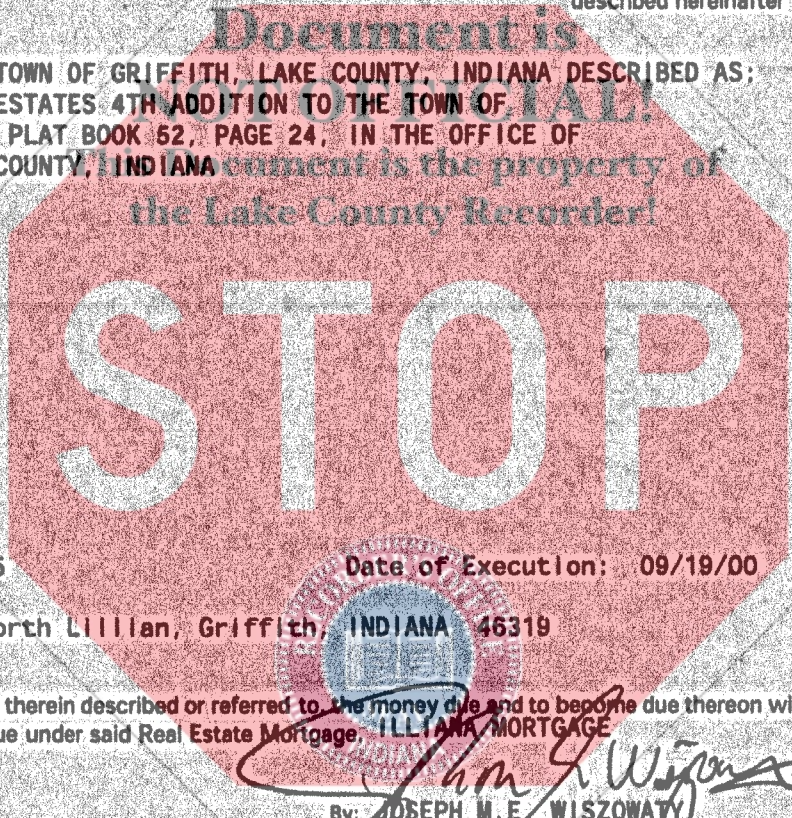 described hereinafter
Document is
TOWN OF GRIFFITH, LAKE COUNTY, INDIANA DESCRIBED AS;
NOT OFFICIAL!
ESTATES 4TH ADDITION TO THE TOWN OF
PLAT BOOK 52, PAGE 24, IN THE OFFICE OF
COUNTY, INDIANA
This Document is the property of
the Lake County Recorder!
STOP
Date of Execution: 09/19/00
orth Lillian, Griffith, INDIANA 46319
RECORDER'S OFFICE
therein described or referred to, the money due and to become due thereon wi
ue under said Real Estate Mortgage, ILLIANA MORTGAGE
INDIANA
By: JOSEPH M.E. WISZOWATY